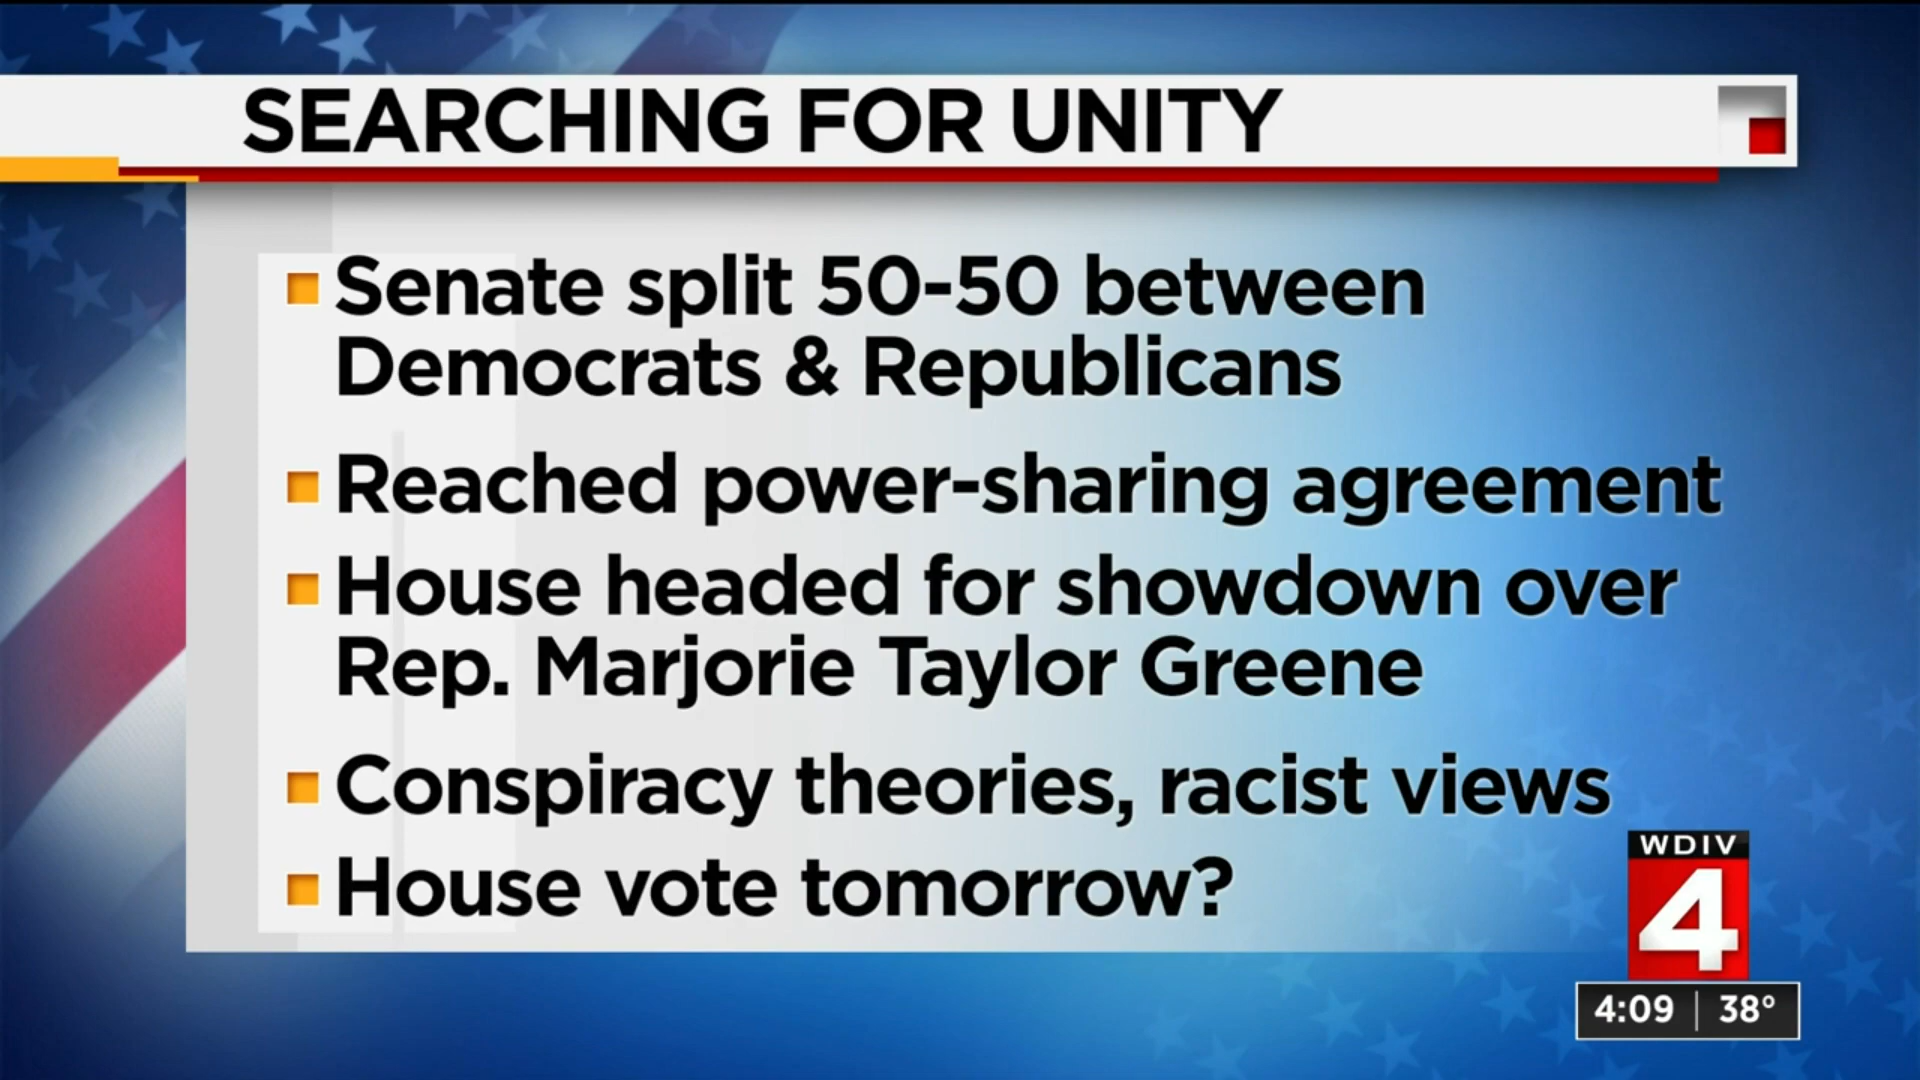 SEARCHING FOR UNITY
Senate split 50-50 between
Democrats & Republicans
Reached power-sharing agreement
House headed for showdown over
Rep. Marjorie Taylor Greene
Conspiracy theories, racist views
House vote tomorrow?
WDIV
4
4:09 38°